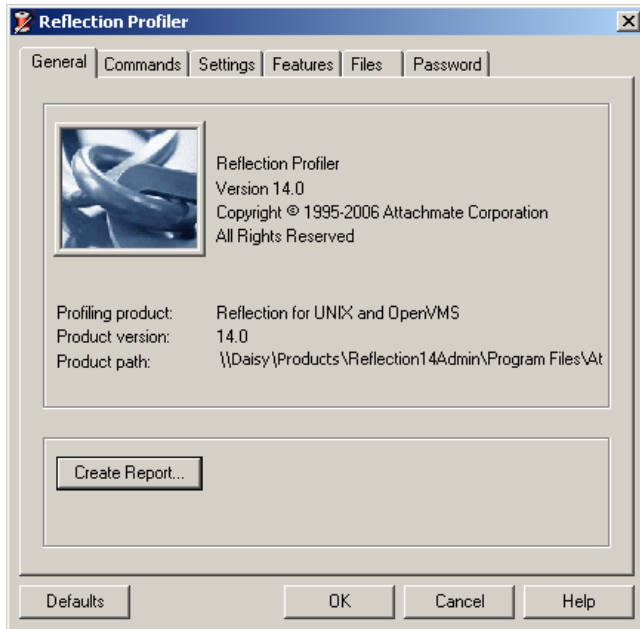 Reflection Profiler
General Commands Settings Features Files Password
Reflection Profiler
Version 14.0
Copyright © 1995-2006 Attachmate Corporation
All Rights Reserved
Profiling product: Reflection for UNIX and OpenVMS
Product version: 14.0
Product path: \\Daisy\Products\Reflection14Admin\Program Files\At
Create Report...
Defaults OK Cancel Help